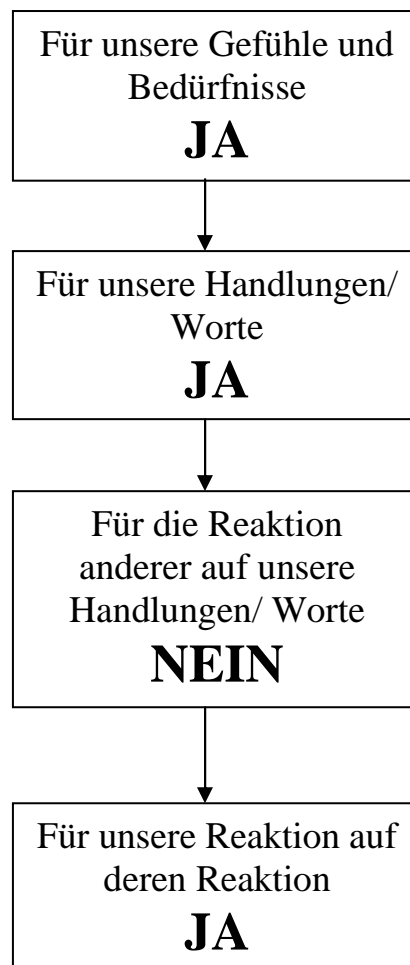 Für unsere Gefühle und
Bedürfnisse
JA
Für unsere Handlungen/
Worte
JA
Für die Reaktion
anderer auf unsere
Handlungen/ Worte
NEIN
Für unsere Reaktion auf
deren Reaktion
JA